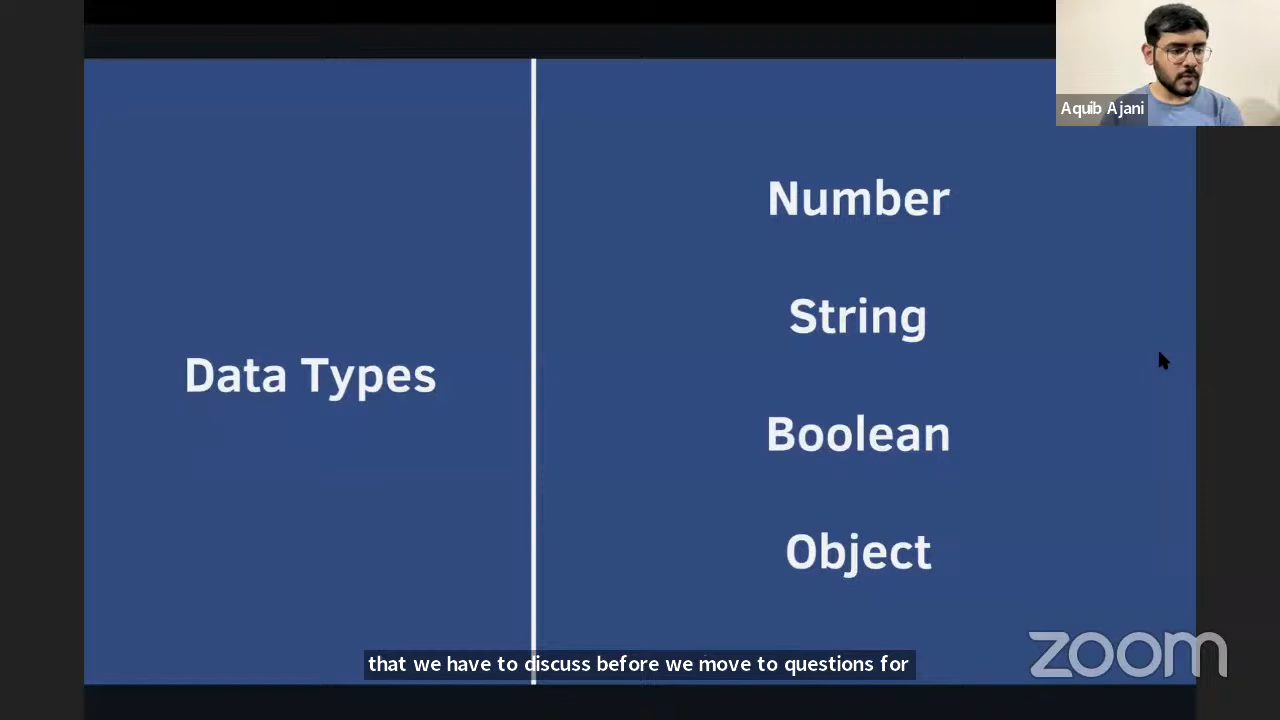 Aquib Ajani
Number
String
Data Types
Boolean
Object
zoom
that we have to discuss before we move to questions for